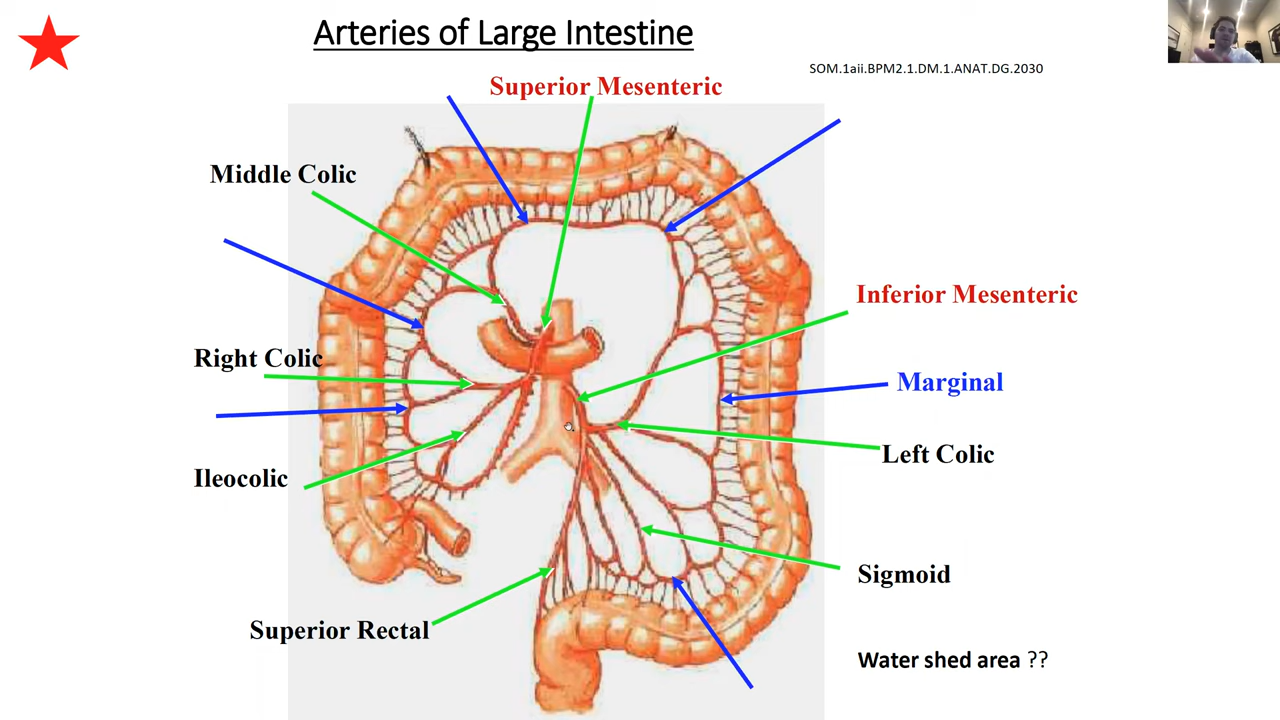 Arteries of Large Intestine
SOM.1aii.BPM2.1.DM.1.ANAT.DG.2030
Superior Mesenteric
Middle Colic
Inferior Mesenteric
Right Colic
Marginal
Left Colic
Ileocolic
Sigmoid
Superior Rectal
Water shed area ??